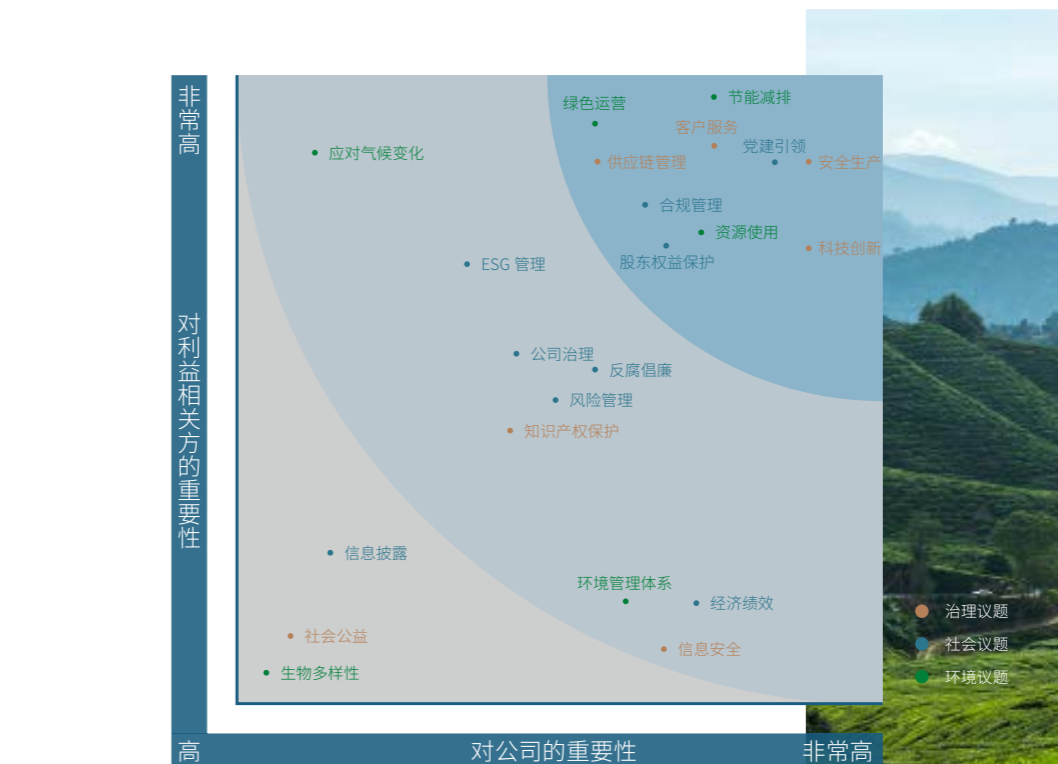 非常高
对利益相关方的重要性
绿色运营
节能减排
客户服务
党建引领
应对气候变化
供应链管理
安全生产
合规管理
资源使用
科技创新
股东权益保护
ESG 管理
公司治理
反腐倡廉
风险管理
知识产权保护
信息披露
环境管理体系
经济绩效
社会公益
信息安全
生物多样性
治理议题
社会议题
环境议题
高
对公司的重要性
非常高